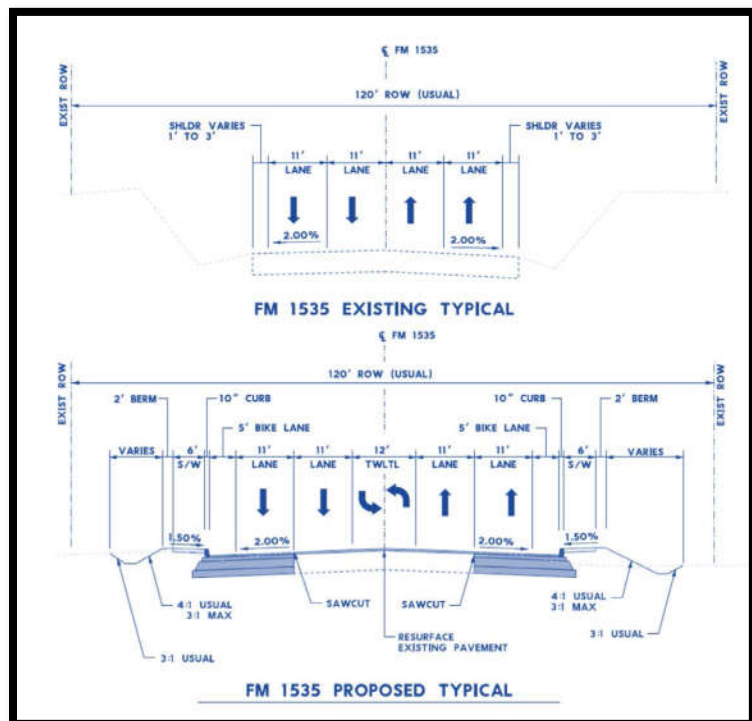 ℄ FM 1535
EXIST ROW
EXIST ROW
120' ROW (USUAL)
SHLDR VARIES
1' TO 3'
SHLDR VARIES
1' TO 3'
11' 11' 11' 11'
LANE LANE LANE LANE
2.00% 2.00%
FM 1535 EXISTING TYPICAL
℄ FM 1535
EXIST ROW
EXIST ROW
120' ROW (USUAL)
2' BERM 10" CURB 10" CURB 2' BERM
5' BIKE LANE 5' BIKE LANE
VARIES 6' 11' 11' 12' 11' 11' 6' VARIES
S/W LANE LANE TWLTL LANE LANE S/W
1.50% 2.00% 2.00% 1.50%
4:1 USUAL
3:1 MAX
SAWCUT SAWCUT
4:1 USUAL
3:1 MAX
3:1 USUAL
3:1 USUAL
RESURFACE
EXISTING PAVEMENT
FM 1535 PROPOSED TYPICAL